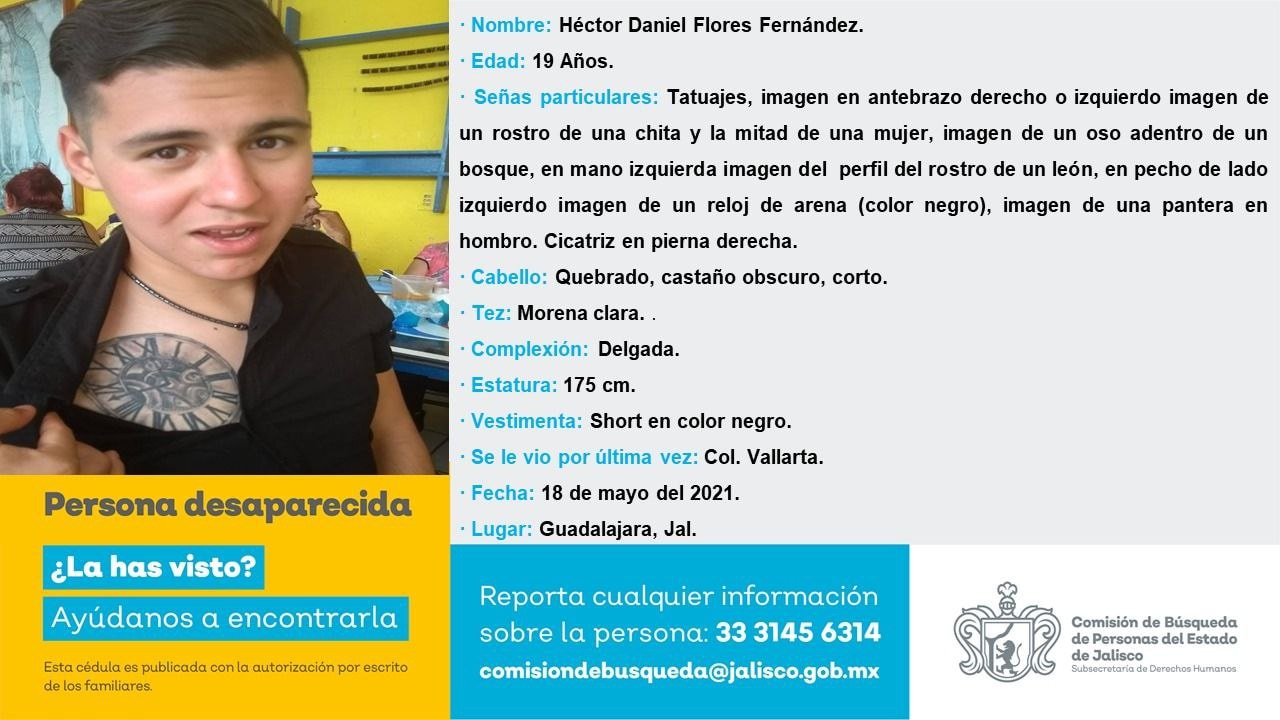 · Nombre: Héctor Daniel Flores Fernández.
· Edad: 19 Años.
· Señas particulares: Tatuajes, imagen en antebrazo derecho o izquierdo imagen de
un rostro de una chita y la mitad de una mujer, imagen de un oso adentro de un
bosque, en mano izquierda imagen del perfil del rostro de un león, en pecho de lado
izquierdo imagen de un reloj de arena (color negro), imagen de una pantera en
hombro. Cicatriz en pierna derecha.
· Cabello: Quebrado, castaño obscuro, corto.
· Tez: Morena clara. .
· Complexión: Delgada.
· Estatura: 175 cm.
· Vestimenta: Short en color negro.
· Se le vio por última vez: Col. Vallarta.
· Fecha: 18 de mayo del 2021.
· Lugar: Guadalajara, Jal.
Persona desaparecida
¿La has visto?
Ayúdanos a encontrarla
Esta cédula es publicada con la autorización por escrito
de los familiares.
Reporta cualquier información
sobre la persona: 33 3145 6314
comisiondebusqueda@jalisco.gob.mx
Comisión de Búsqueda
de Personas del Estado
de Jalisco
Subsecretaría de Derechos Humanos